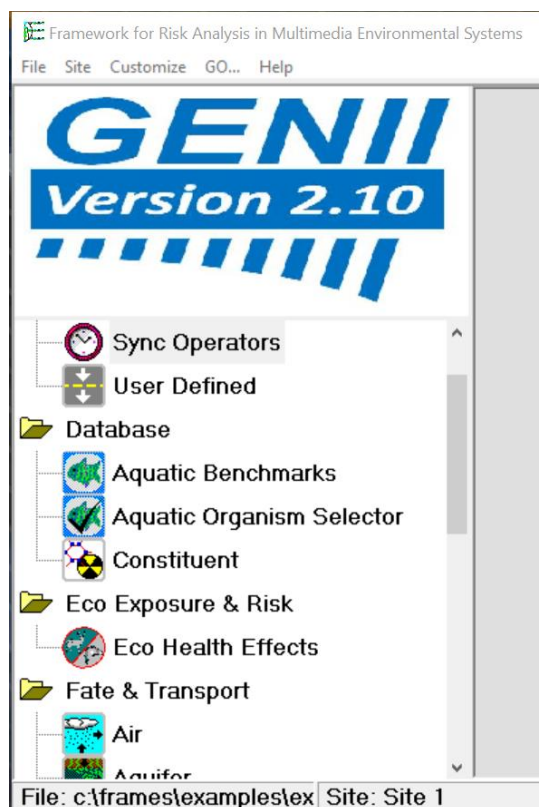 Framework for Risk Analysis in Multimedia Environmental Systems
File Site Customize GO... Help
GENII
Version 2.10
Sync Operators
User Defined
Database
Aquatic Benchmarks
Aquatic Organism Selector
Constituent
Eco Exposure & Risk
Eco Health Effects
Fate & Transport
Air
Aquifer
File: c:\frames\examples\ex Site: Site 1